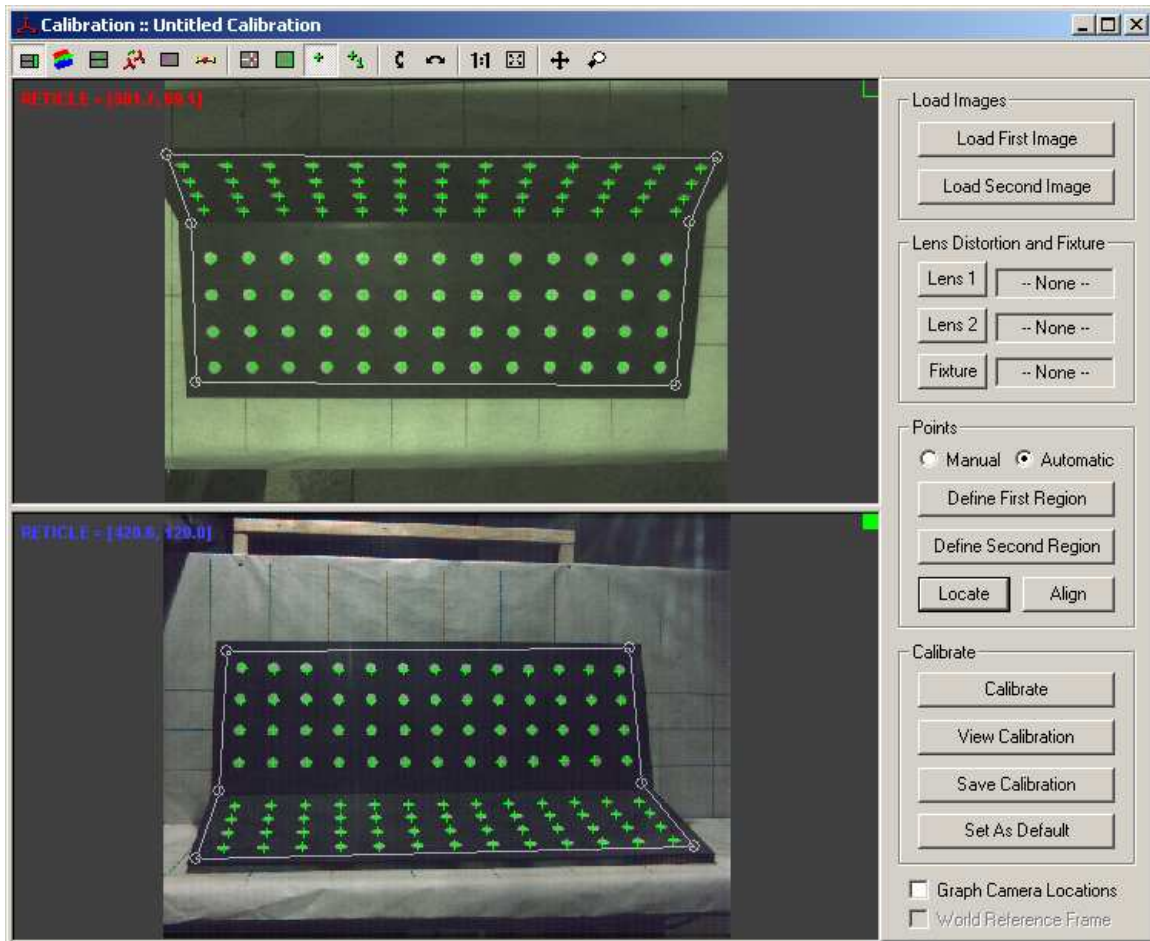 Calibration :: Untitled Calibration
1:1
Load Images
Load First Image
Load Second Image
Lens Distortion and Fixture
Lens 1
-- None --
Lens 2
-- None --
Fixture
-- None --
Points
Manual
Automatic
Define First Region
Define Second Region
Locate
Align
Calibrate
Calibrate
View Calibration
Save Calibration
Set As Default
Graph Camera Locations
World Reference Frame
RETICLE =
RETICLE = [420.6, 120.0]